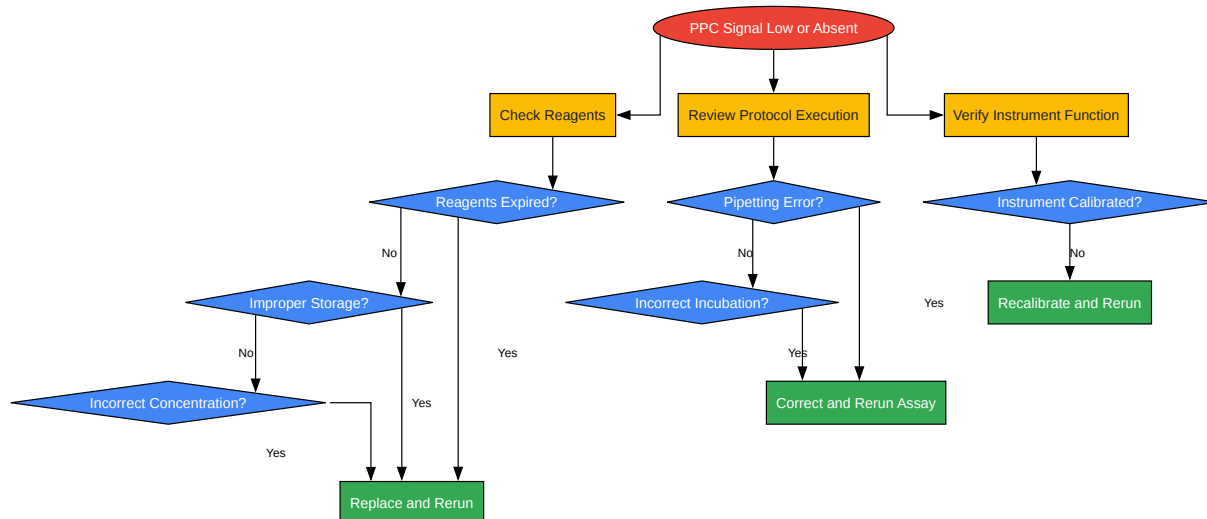 PPC Signal Low or Absent
Check Reagents
Review Protocol Execution
Verify Instrument Function
Reagents Expired?
Pipetting Error?
Instrument Calibrated?
No
No
No
Improper Storage?
Incorrect Incubation?
Yes
Recalibrate and Rerun
No
Yes
Yes
Incorrect Concentration?
Yes
Correct and Rerun Assay
Yes
Replace and Rerun